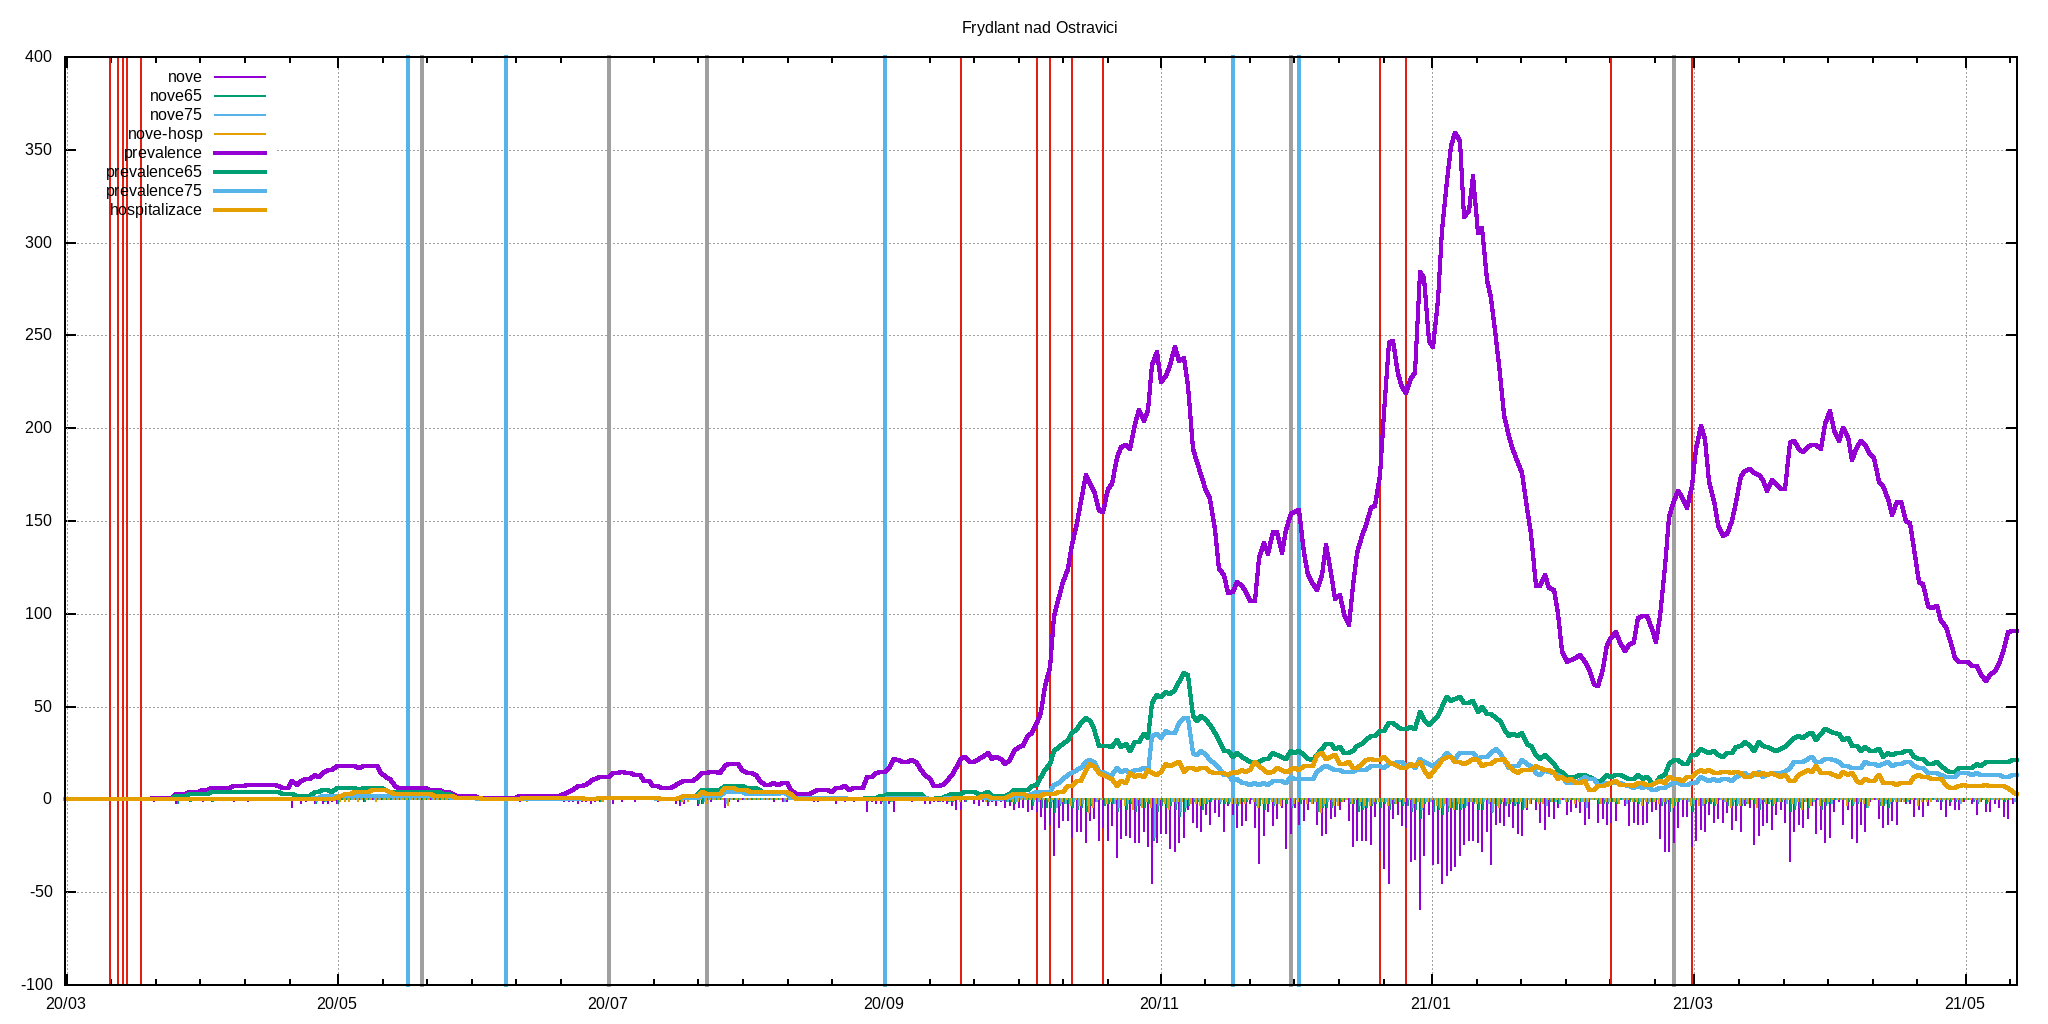 Frydlant nad Ostravici
400
350
300
250
200
150
100
50
0
-50
-100
nove
nove65
nove75
nove-hosp
prevalence
prevalence65
prevalence75
hospitalizace
20/03
20/05
20/07
20/09
20/11
21/01
21/03
21/05